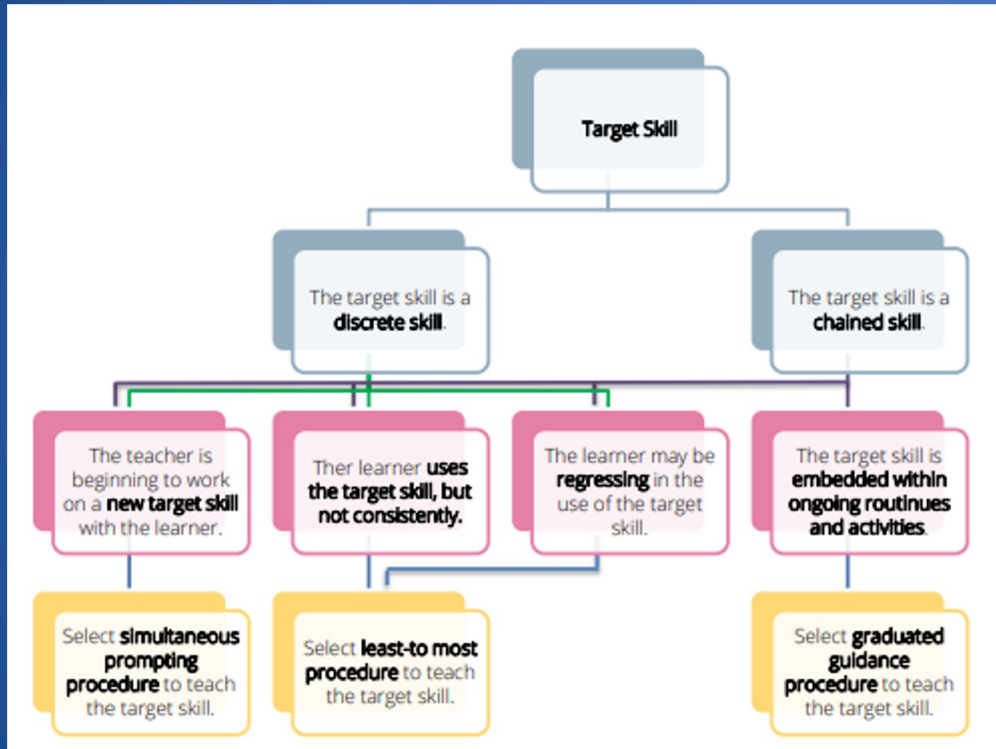 Target Skill
The target skill is a
discrete skill.
The target skill is a
chained skill.
The teacher is
beginning to work
on a new target skill
with the learner.
Ther learner uses
the target skill, but
not consistently.
The learner may be
regressing in the
use of the target
skill.
The target skill is
embedded within
ongoing routinues
and activities.
Select simultaneous
prompting
procedure to teach
the target skill.
Select least-to most
procedure to teach
the target skill.
Select graduated
guidance
procedure to teach
the target skill.